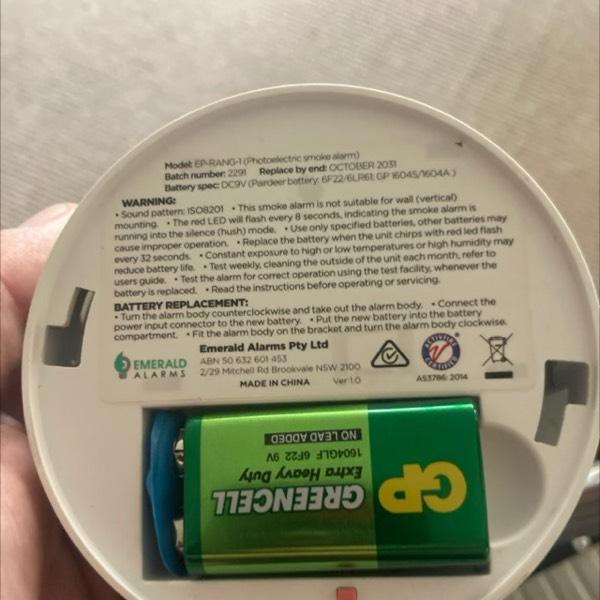 Model: EP-RANG-1 (Photoelectric smoke alarm)
Batch number: 2291 Replace by end: OCTOBER 2031
Battery spec: DC9V (Pairdeer battery: 6F22/6LR61: GP 1604S/1604A)
WARNING:
• Sound pattern: ISO8201 • This smoke alarm is not suitable for wall (vertical)
mounting. • The red LED will flash every 8 seconds, indicating the smoke alarm is
running into the silence (hush) mode. • Use only specified batteries, other batteries may
cause improper operation. • Replace the battery when the unit chirps with red led flash
every 32 seconds. • Constant exposure to high or low temperatures or high humidity may
reduce battery life. • Test weekly, cleaning the outside of the unit each month, refer to
users guide. • Test the alarm for correct operation using the test facility, whenever the
battery is replaced. • Read the instructions before operating or servicing.
BATTERY REPLACEMENT:
• Turn the alarm body counterclockwise and take out the alarm body. • Connect the
power input connector to the new battery. • Put the new battery into the battery
compartment. • Fit the alarm body on the bracket and turn the alarm body clockwise.
EMERALD
ALARMS
Emerald Alarms Pty Ltd
ABN 50 632 601 453
2/29 Mitchell Rd Brookvale NSW 2100
MADE IN CHINA Ver:1.0
AS3786: 2014
GP
GREENCELL
Extra Heavy Duty
1604GLF 6F22 9V
NO LEAD ADDED